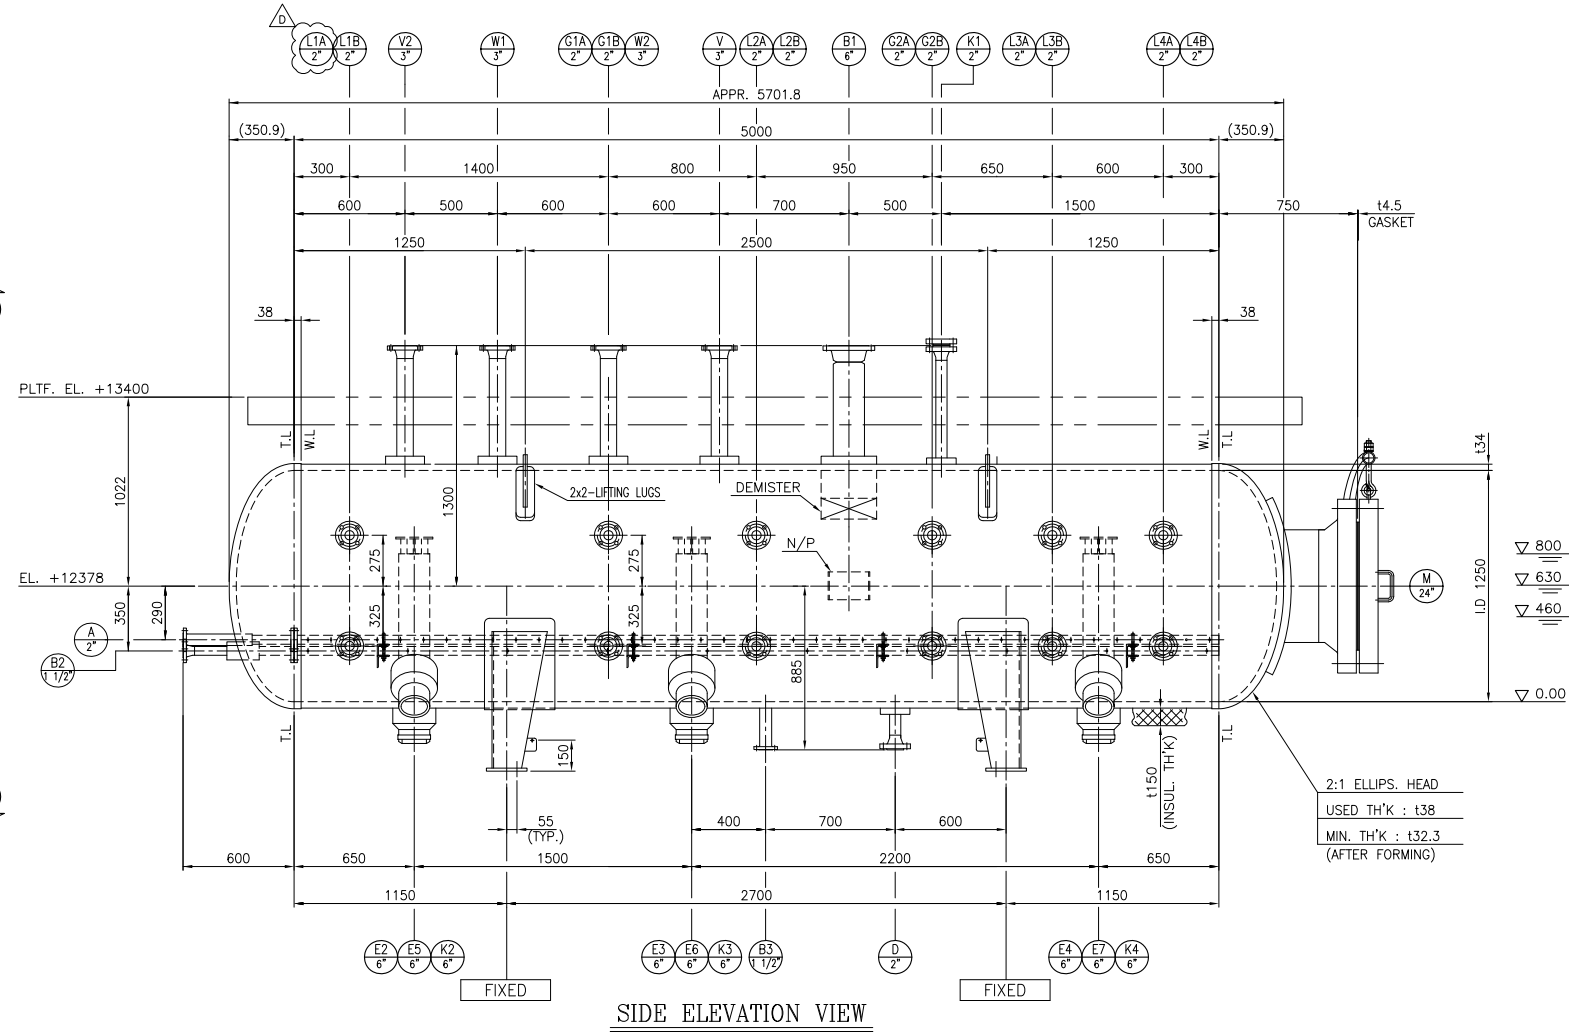 D
L1A L1B V2 W1 G1A G1B W2 V L2A L2B B1 G2A G2B K1 L3A L3B L4A L4B
2" 2" 3" 3" 2" 2" 3" 3" 2" 2" 6" 2" 2" 2" 2" 2" 2" 2"
APPR. 5701.8
(350.9) 5000 (350.9)
300 1400 800 950 650 600 300
600 500 600 600 700 500 1500 750 t4.5
GASKET
1250 2500 1250
38 38
PLTF. EL. +13400
T.L W.L W.L T.L
t34
1022
1300
2x2-LIFTING LUGS
DEMISTER
N/P
275 275
I.D 1250
800
630
460
0.00
EL. +12378
M
24"
350 290 325 325
A
2"
B2
1 1/2"
885
T.L T.L
150
t150
(INSUL. TH'K)
2:1 ELLIPS. HEAD
USED TH'K : t38
MIN. TH'K : t32.3
(AFTER FORMING)
55
(TYP.)
400 700 600
600 650 1500 2200 650
1150 2700 1150
E2 E5 K2 E3 E6 K3 B3 D E4 E7 K4
6" 6" 6" 6" 6" 6" 1 1/2" 2" 6" 6" 6"
FIXED FIXED
SIDE ELEVATION VIEW